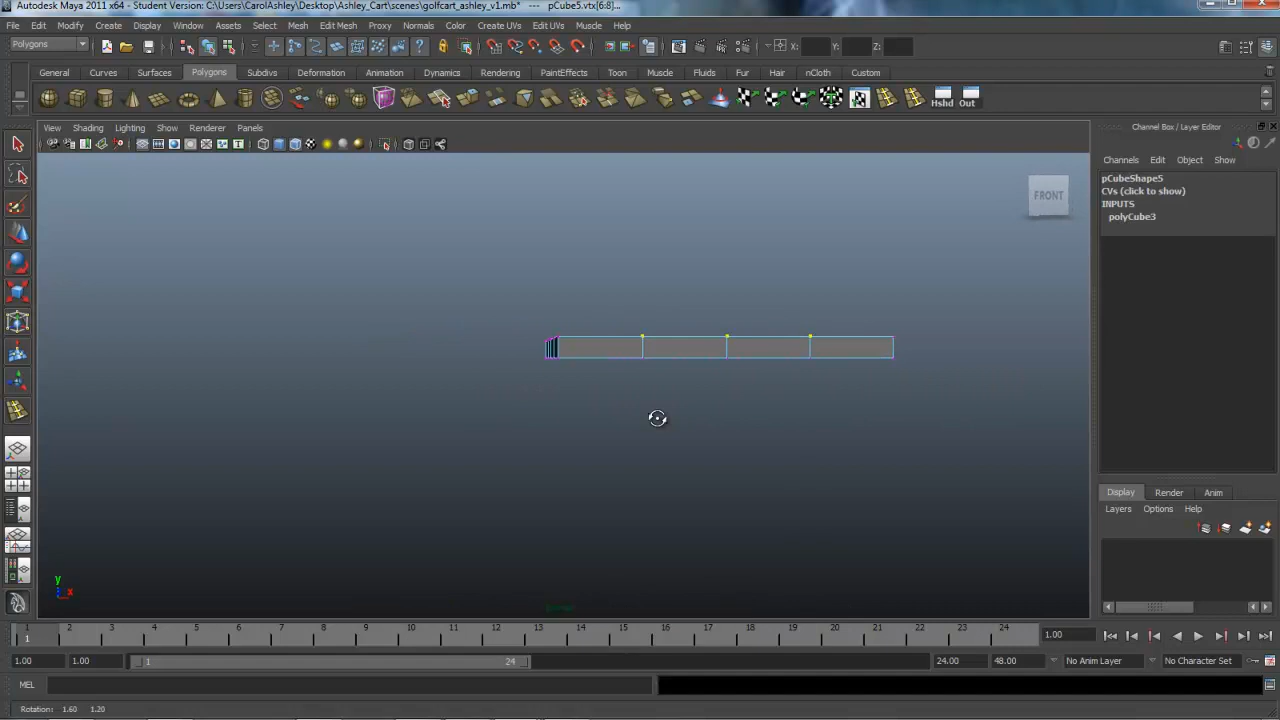 Autodesk Maya 2011 x64 - Student Version: C:\Users\CarolAshley\Desktop\Ashley_Cart\scenes\golfcart_ashley_v1.mb* --- pCube5.vtx[6:8]...
File Edit Modify Create Display Window Assets Select Mesh Edit Mesh Proxy Normals Color Create UVs Edit UVs Muscle Help
Polygons X: Y: Z:
General Curves Surfaces Polygons Subdivs Deformation Animation Dynamics Rendering PaintEffects Toon Muscle Fluids Fur Hair nCloth Custom
Hshd Out
View Shading Lighting Show Renderer Panels
Channel Box / Layer Editor
Channels Edit Object Show
pCubeShape5
CVs (click to show)
INPUTS
polyCube3
FRONT
Display Render Anim
Layers Options Help
y
x
1 2 3 4 5 6 7 8 9 10 11 12 13 14 15 16 17 18 19 20 21 22 23 24
1 1.00
1.00 1.00 1 24 24.00 48.00 No Anim Layer No Character Set
MEL
Rotation: 1.60 1.20